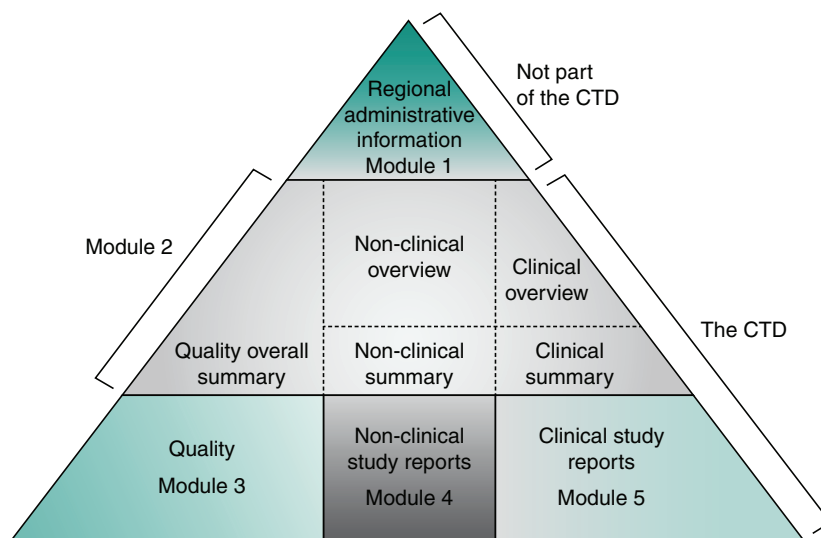 Regional
administrative
information
Module 1
Not part
of the CTD
Module 2
Non-clinical
overview
Clinical
overview
The CTD
Quality overall
summary
Non-clinical
summary
Clinical
summary
Quality
Module 3
Non-clinical
study reports
Module 4
Clinical study
reports
Module 5